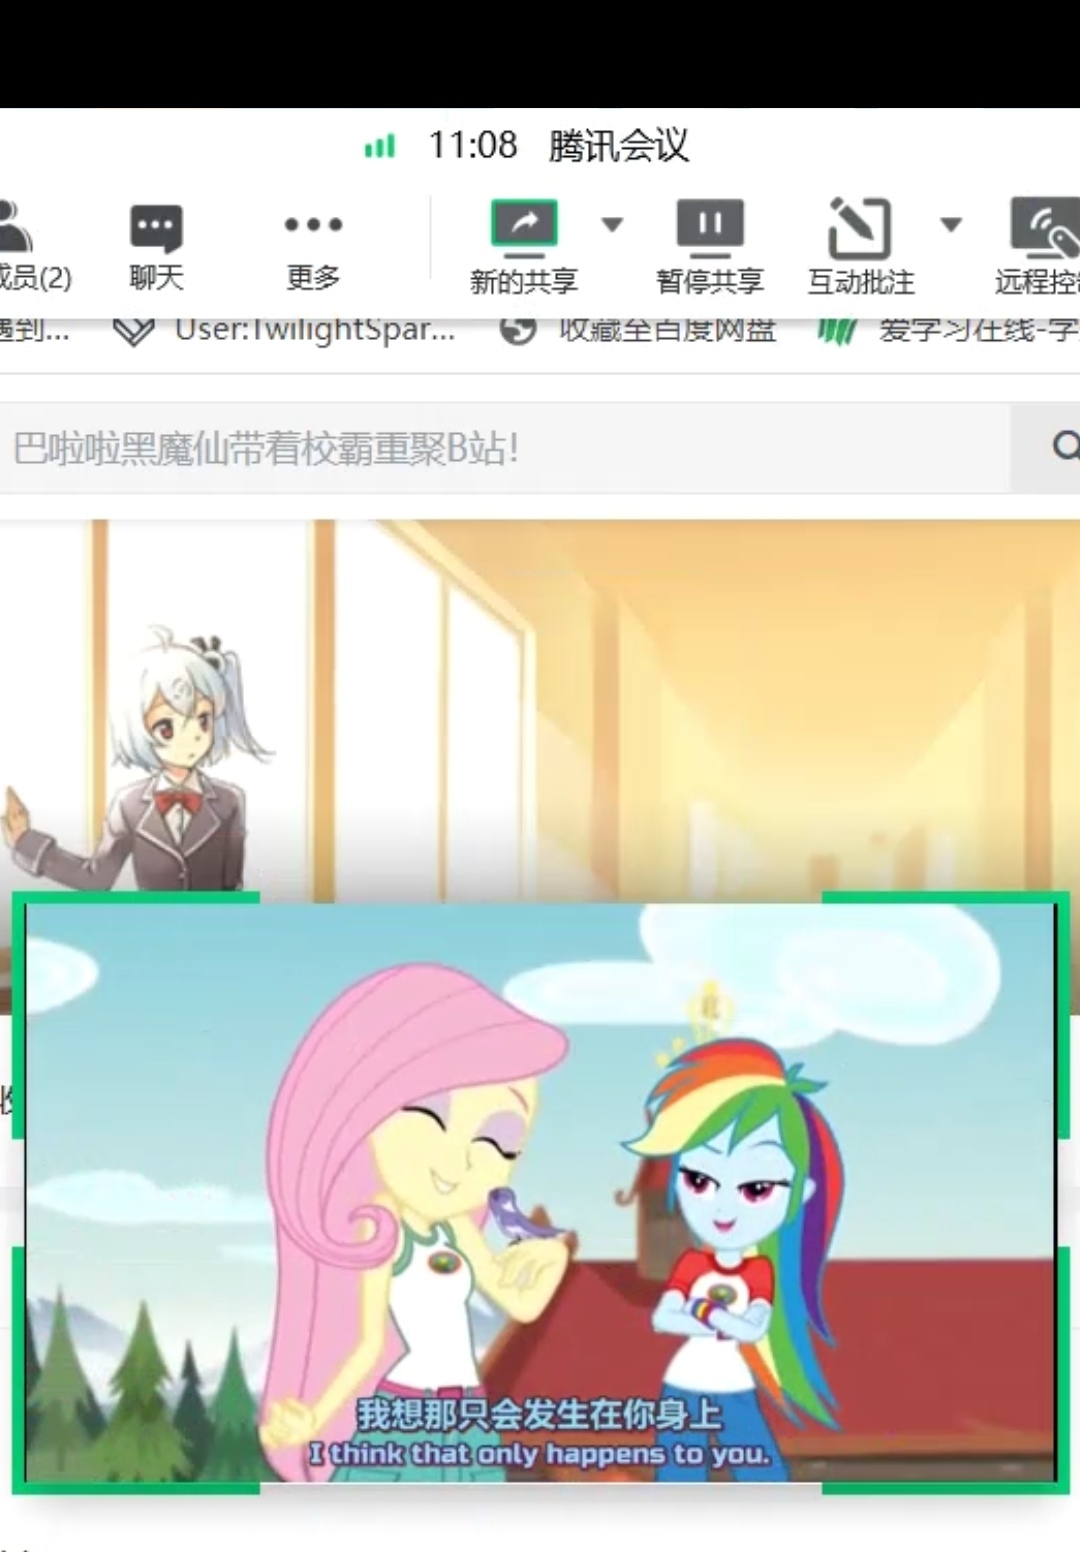 11:08 腾讯会议
成员(2) 聊天 更多 新的共享 暂停共享 互动批注 远程控制
遇到... User:TwilightSpar... 收藏至百度网盘 爱学习在线-学
巴啦啦黑魔仙带着校霸重聚B站！
我想那只会发生在你身上
I think that only happens to you.